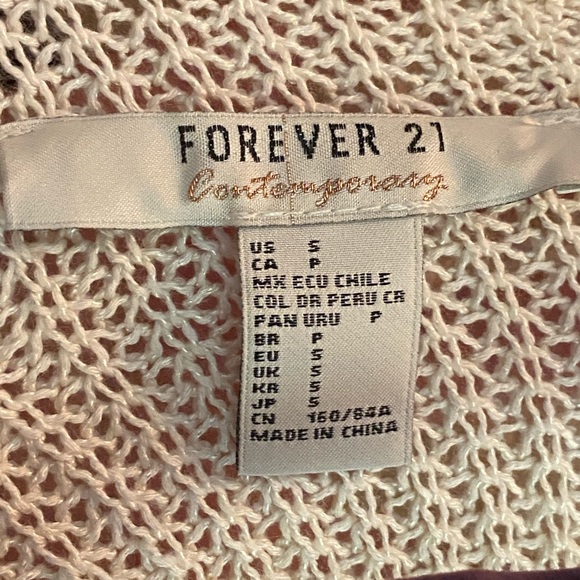 FOREVER 21
Contemporary
US S
CA P
MX ECU CHILE
COL DR PERU CR
PAN URU P
BR P
EU S
UK S
KR S
JP S
CN 160/84A
MADE IN CHINA